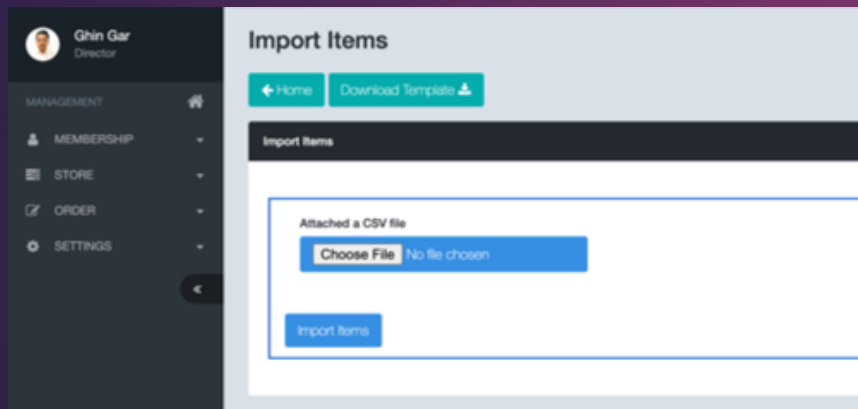 Ghin Gar
Director
MANAGEMENT
MEMBERSHIP
STORE
ORDER
SETTINGS
Import Items
Home
Download Template
Import Items
Attached a CSV file
Choose File No file chosen
Import Items